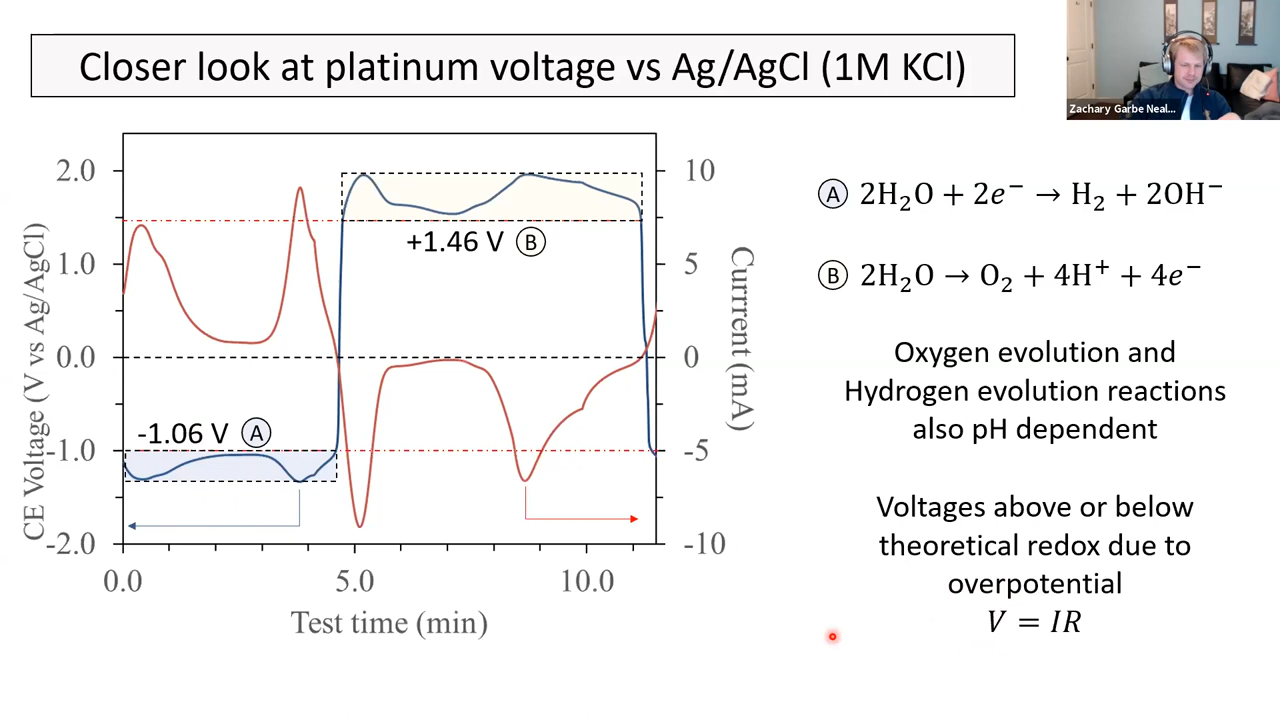 Closer look at platinum voltage vs Ag/AgCl (1M KCl)
Zachary Garbe Neal...
CE Voltage (V vs Ag/AgCl)
2.0
1.0
0.0
-1.0
-2.0
+1.46 V B
-1.06 V A
10
5
0
-5
-10
Currrent (mA)
0.0 5.0 10.0
Test time (min)
A 2H₂O + 2e⁻ → H₂ + 2OH⁻
B 2H₂O → O₂ + 4H⁺ + 4e⁻
Oxygen evolution and
Hydrogen evolution reactions
also pH dependent
Voltages above or below
theoretical redox due to
overpotential
V = IR